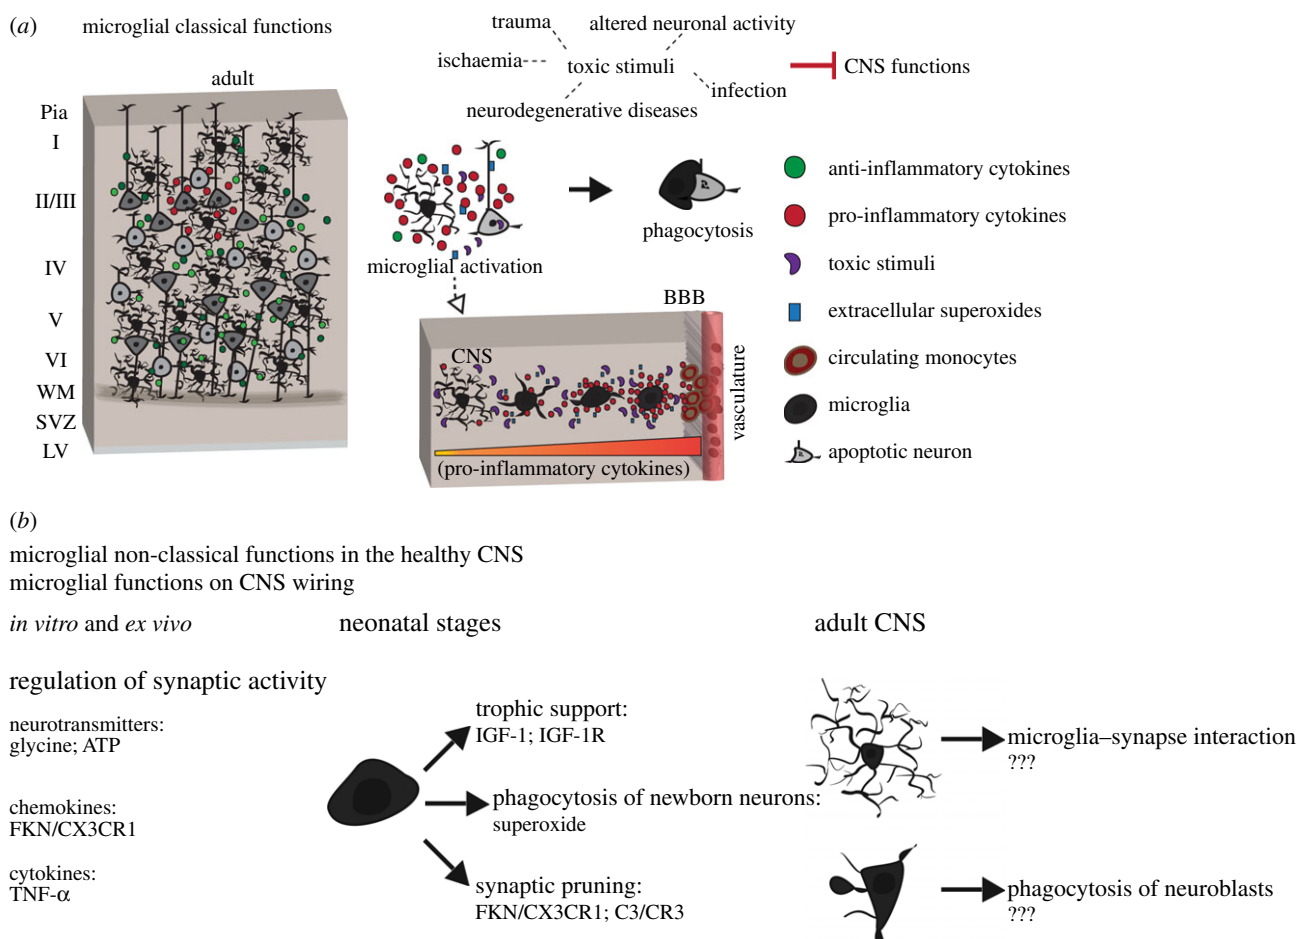 (a)
microglial classical functions
adult
Pia
I
II/III
IV
V
VI
WM
SVZ
LV
trauma
altered neuronal activity
ischaemia
toxic stimuli
infection
neurodegenerative diseases
CNS functions
microglial activation
phagocytosis
BBB
CNS
vasculature
(pro-inflammatory cytokines)
anti-inflammatory cytokines
pro-inflammatory cytokines
toxic stimuli
extracellular superoxides
circulating monocytes
microglia
apoptotic neuron
(b)
microglial non-classical functions in the healthy CNS
microglial functions on CNS wiring
in vitro and ex vivo
regulation of synaptic activity
neurotransmitters:
glycine; ATP
chemokines:
FKN/CX3CR1
cytokines:
TNF-α
neonatal stages
trophic support:
IGF-1; IGF-1R
phagocytosis of newborn neurons:
superoxide
synaptic pruning:
FKN/CX3CR1; C3/CR3
adult CNS
microglia–synapse interaction
???
phagocytosis of neuroblasts
???